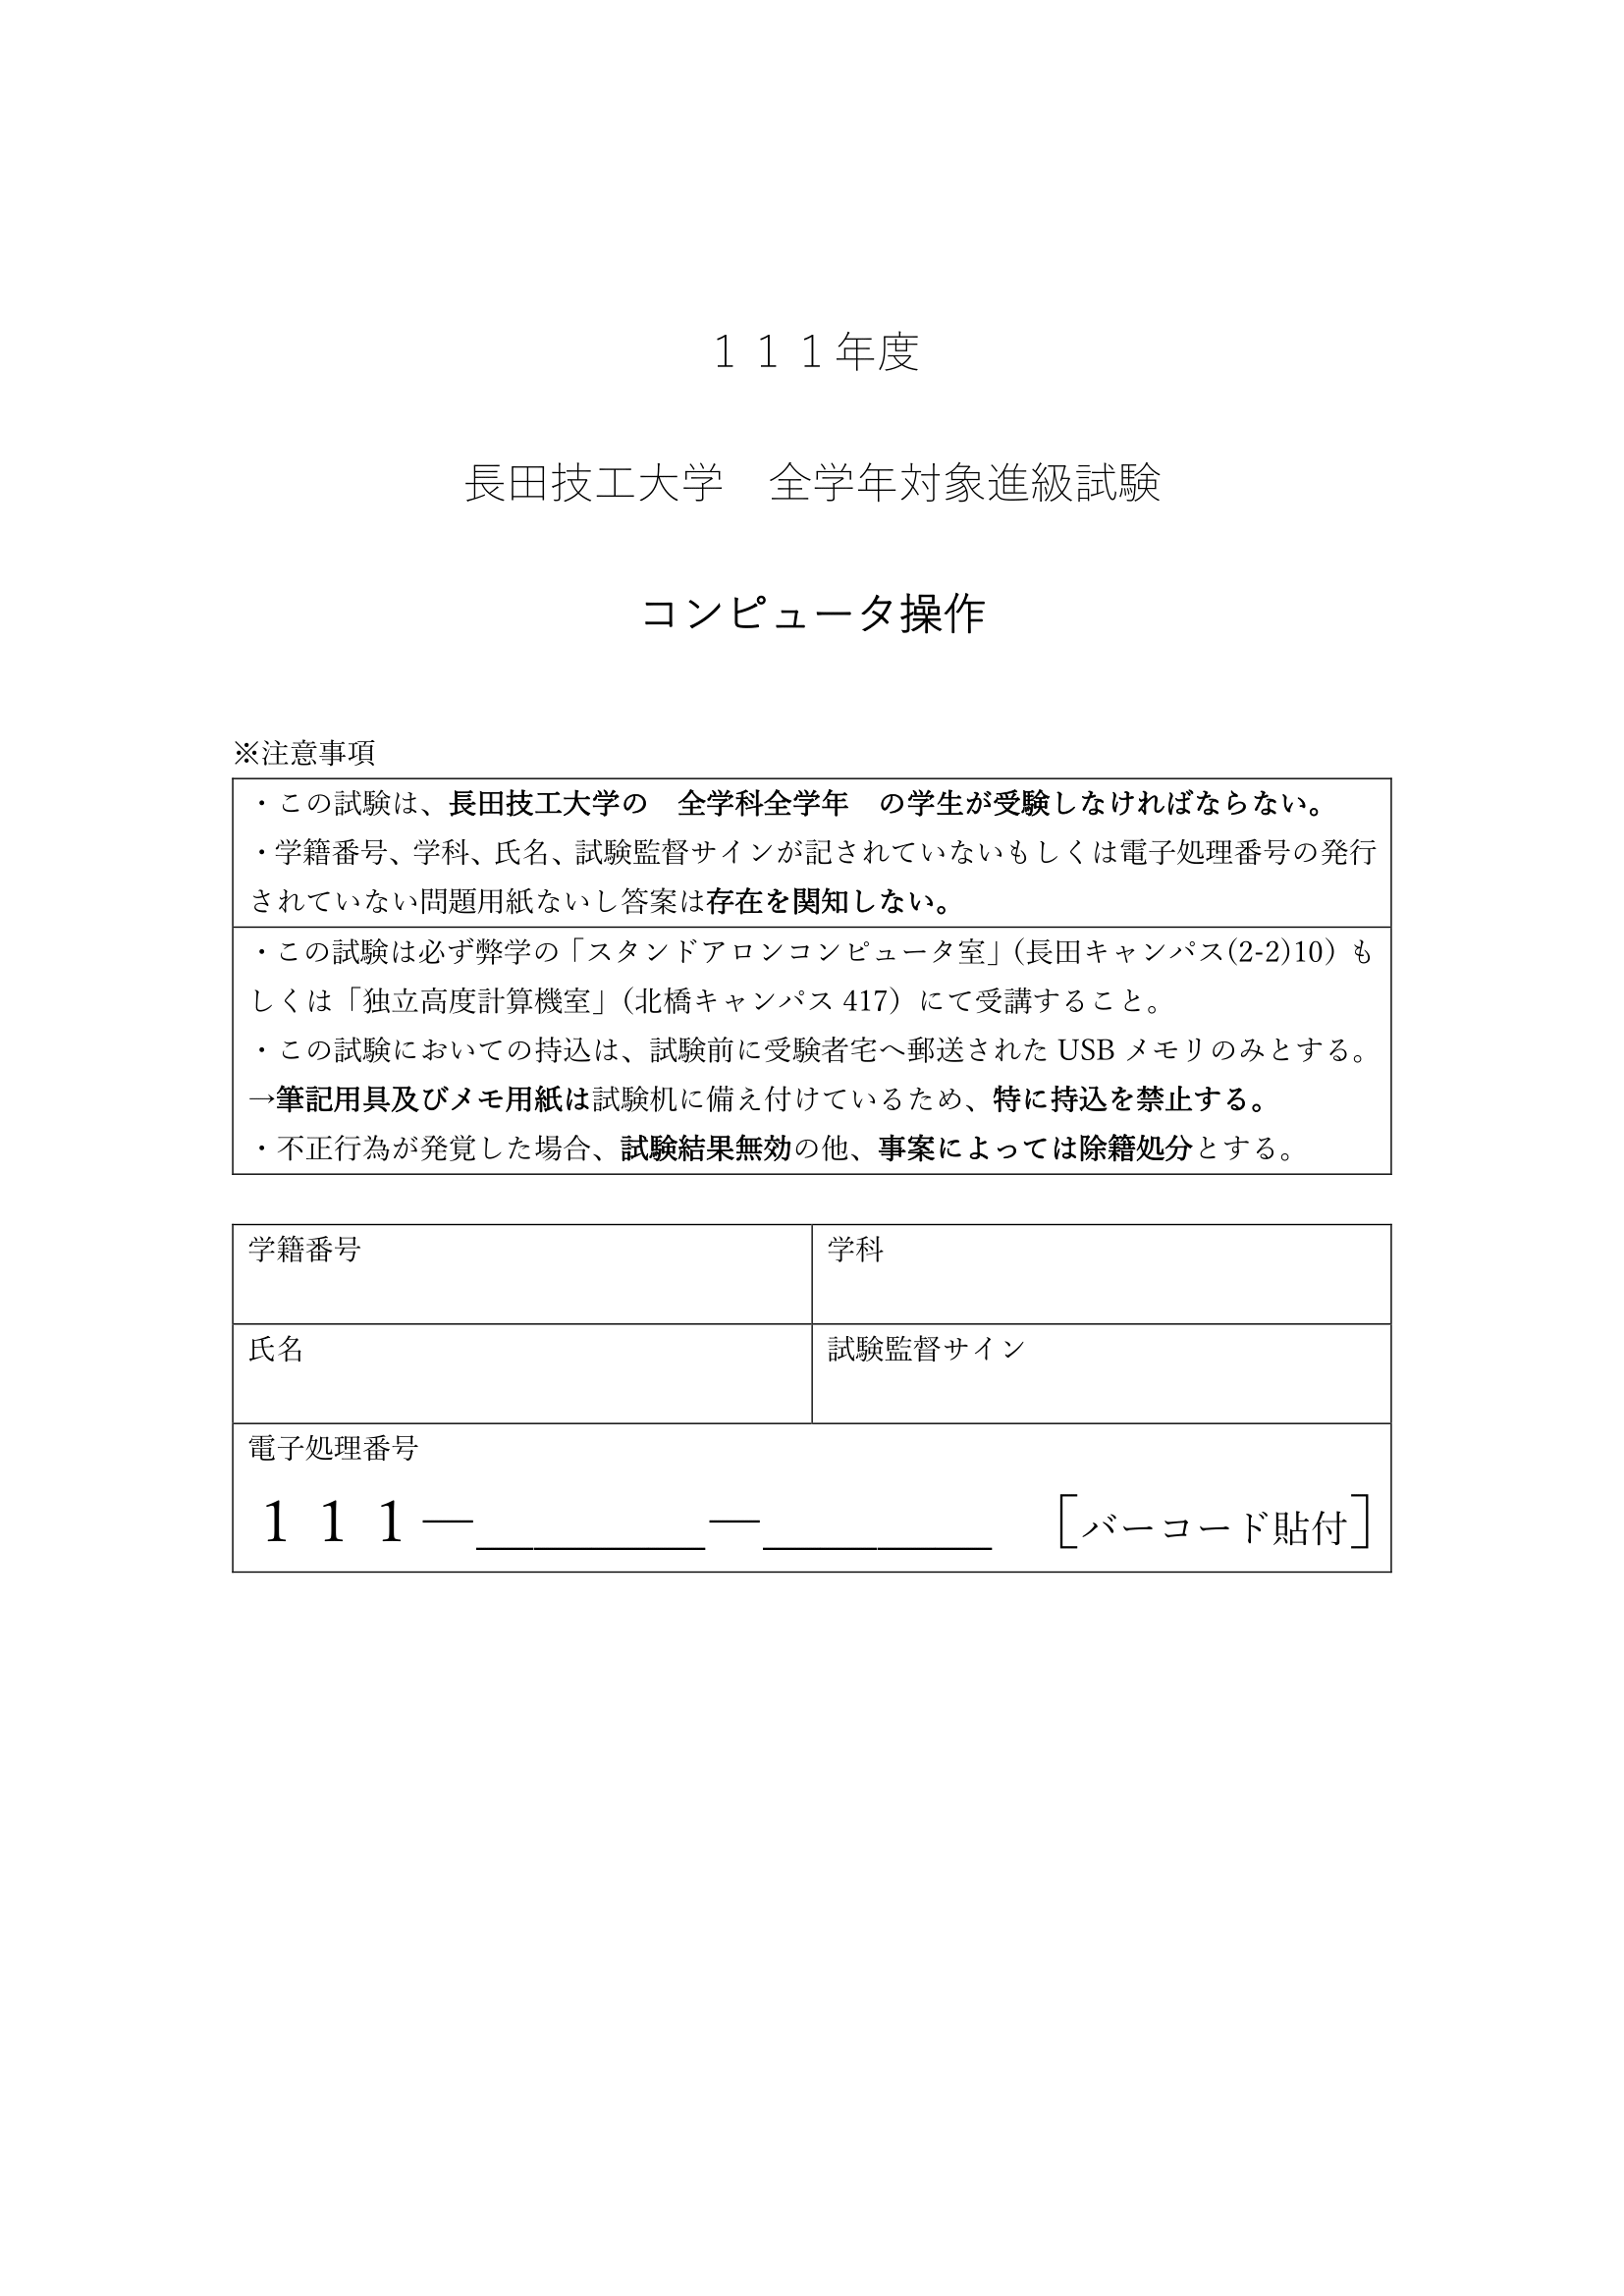 １１１年度
長田技工大学　全学年対象進級試験
コンピュータ操作
※注意事項
・この試験は、長田技工大学の　全学科全学年　の学生が受験しなければならない。
・学籍番号、学科、氏名、試験監督サインが記されていないもしくは電子処理番号の発行
されていない問題用紙ないし答案は存在を関知しない。
・この試験は必ず弊学の「スタンドアロンコンピュータ室」（長田キャンパス(2-2)10）も
しくは「独立高度計算機室」（北橋キャンパス 417）にて受講すること。
・この試験においての持込は、試験前に受験者宅へ郵送された USB メモリのみとする。
→筆記用具及びメモ用紙は試験机に備え付けているため、特に持込を禁止する。
・不正行為が発覚した場合、試験結果無効の他、事案によっては除籍処分とする。
学籍番号
学科
氏名
試験監督サイン
電子処理番号
１１１―＿＿＿＿―＿＿＿＿　［バーコード貼付］